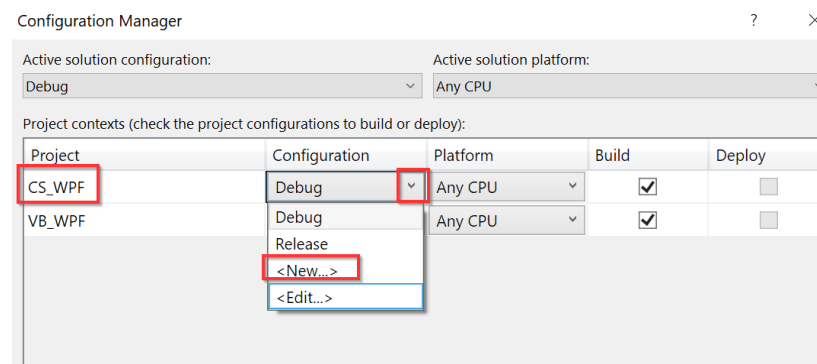 Configuration Manager ?
Active solution configuration: Active solution platform:
Debug Any CPU
Project contexts (check the project configurations to build or deploy):
Project Configuration Platform Build Deploy
CS_WPF Debug Any CPU
Debug
VB_WPF Any CPU
Release
<New...>
<Edit...>